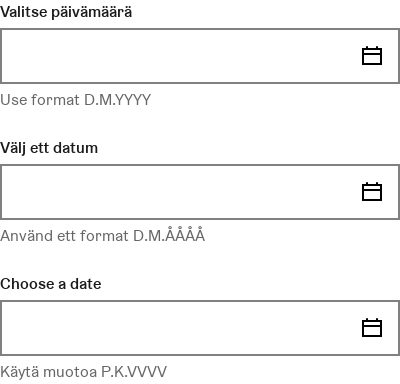 Valitse päivämäärä
Use format D.M.YYYY
Välj ett datum
Använd ett format D.M.ÅÅÅÅ
Choose a date
Käytä muotoa P.K.VVVV